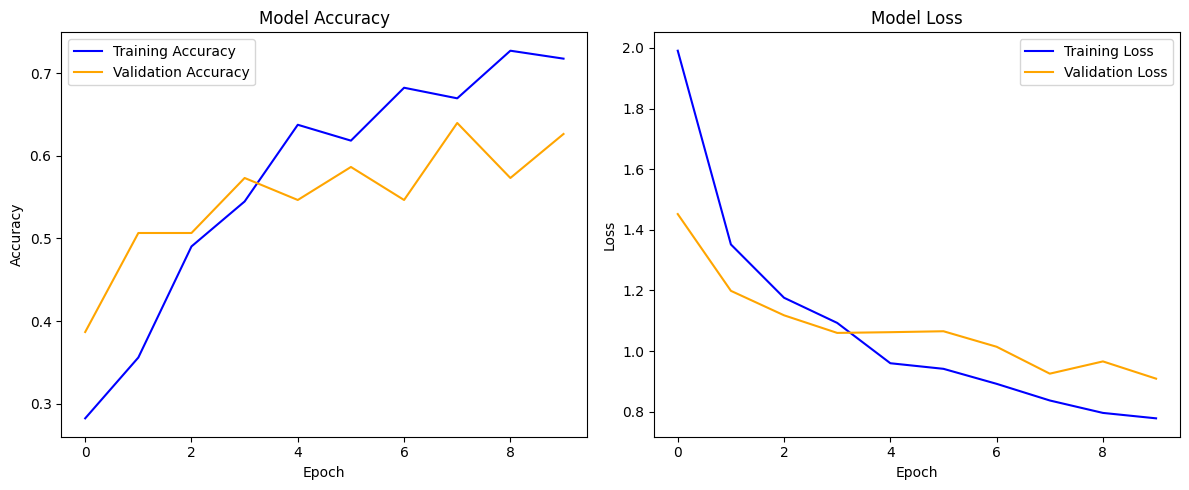 Model Accuracy
Training Accuracy
Validation Accuracy
Accuracy
0.7
0.6
0.5
0.4
0.3
0 2 4 6 8
Epoch
Model Loss
Training Loss
Validation Loss
Loss
2.0
1.8
1.6
1.4
1.2
1.0
0.8
0 2 4 6 8
Epoch